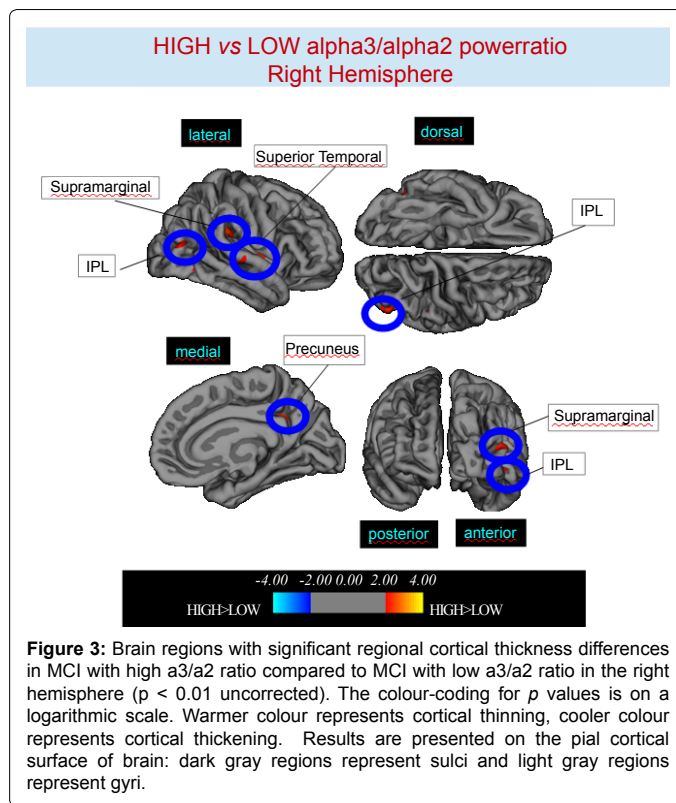 HIGH vs LOW alpha3/alpha2 powerratio
Right Hemisphere
lateral
dorsal
Superior Temporal
Supramarginal
IPL
IPL
medial
Precuneus
Supramarginal
IPL
posterior
anterior
-4.00 -2.00 0.00 2.00 4.00
HIGH>LOW HIGH>LOW
Figure 3: Brain regions with significant regional cortical thickness differences
in MCI with high a3/a2 ratio compared to MCI with low a3/a2 ratio in the right
hemisphere (p < 0.01 uncorrected). The colour-coding for p values is on a
logarithmic scale. Warmer colour represents cortical thinning, cooler colour
represents cortical thickening. Results are presented on the pial cortical
surface of brain: dark gray regions represent sulci and light gray regions
represent gyri.